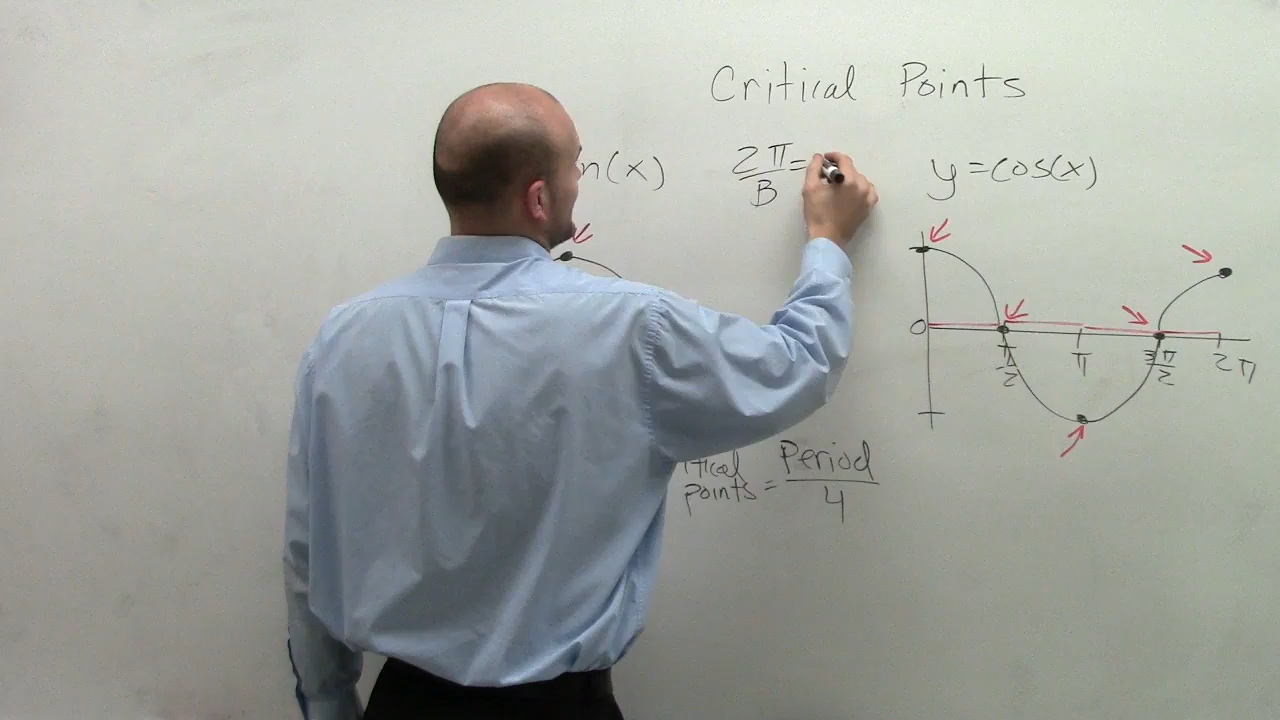 Critical Points
n(x)
2π/B =
y=cos(x)
0
π/2
π
3π/2
2π
itical points = Period/4